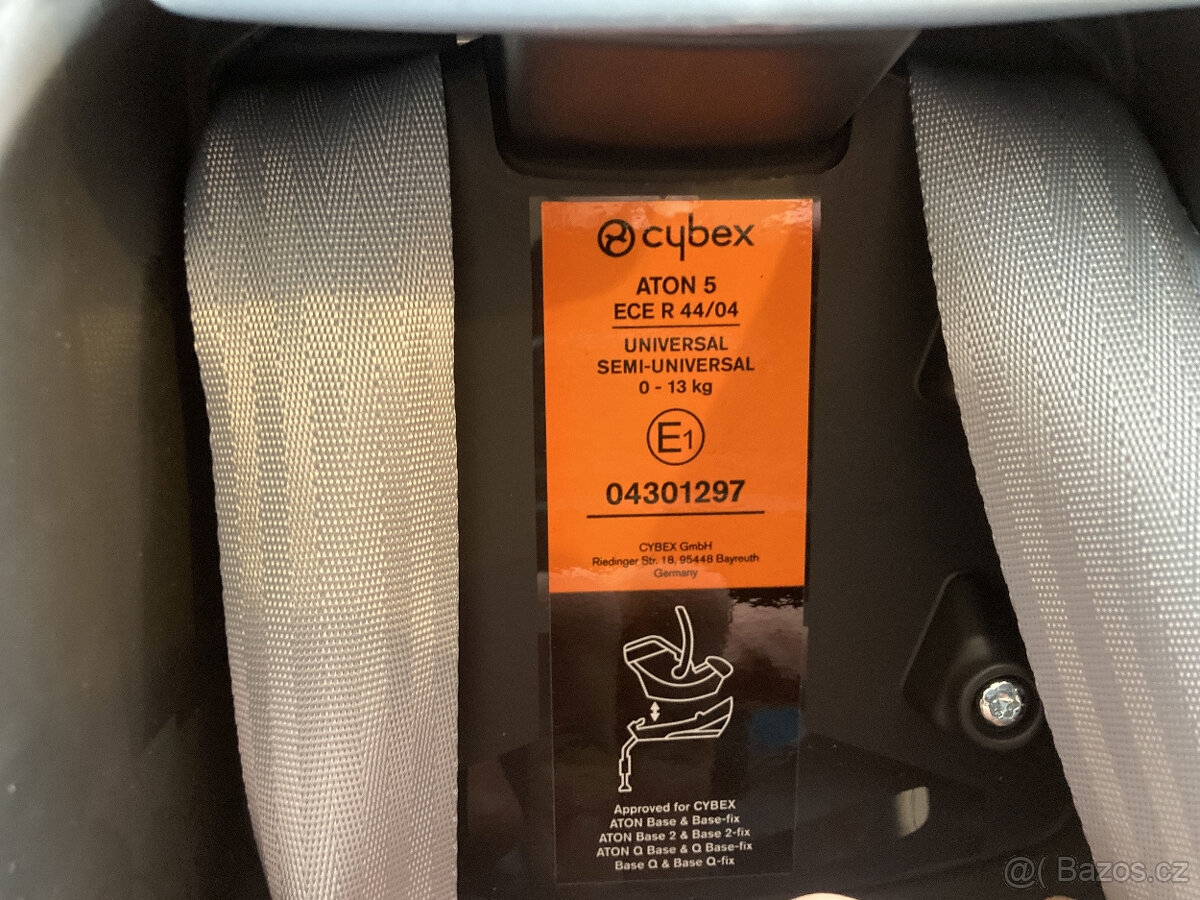 cybex
ATON 5
ECE R 44/04
UNIVERSAL
SEMI-UNIVERSAL
0 - 13 kg
E1
04301297
CYBEX GmbH
Riedinger Str. 18, 95448 Bayreuth
Germany
Approved for CYBEX
ATON Base & Base-fix
ATON Base 2 & Base 2-fix
ATON Q Base & Q Base-fix
Base Q & Base Q-fix
@( Bazos.cz